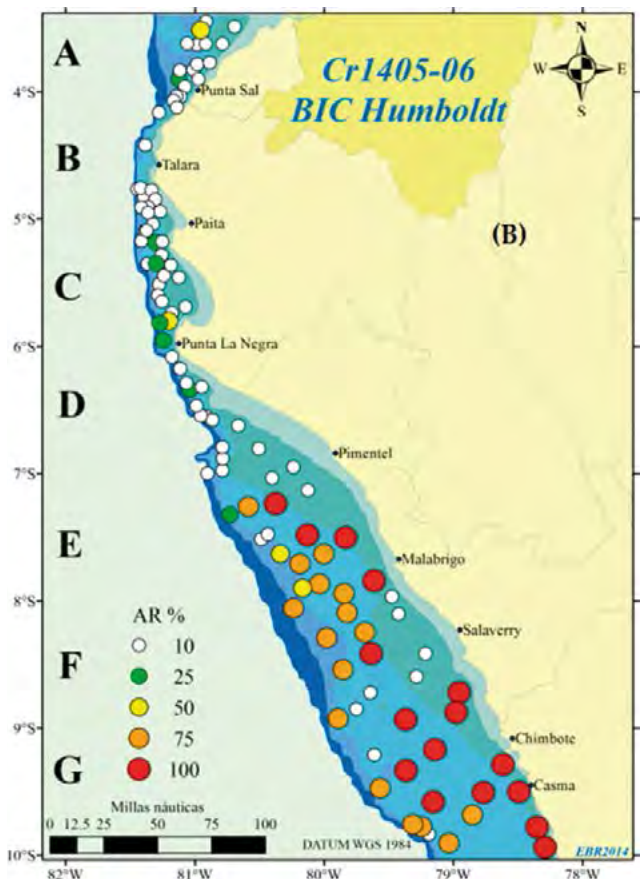 A
Cr1405-06
BIC Humboldt
N
W
E
S
4°S
Punta Sal
B
Talara
5°S
Paita
(B)
C
6°S
Punta La Negra
D
Pimentel
7°S
E
Malabrigo
8°S
AR %
10
25
50
75
100
Salaverry
F
9°S
Chimbote
G
Casma
Millas náuticas
0 12.5 25 50 75 100
DATUM WGS 1984
EBR2014
10°S
82°W 81°W 80°W 79°W 78°W